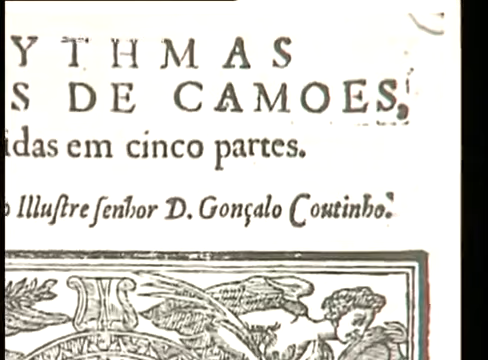 YTHMAS
S DE CAMOES,
idas em cinco partes.
o Illuſtre ſenhor D. Gonçalo Coutinho.